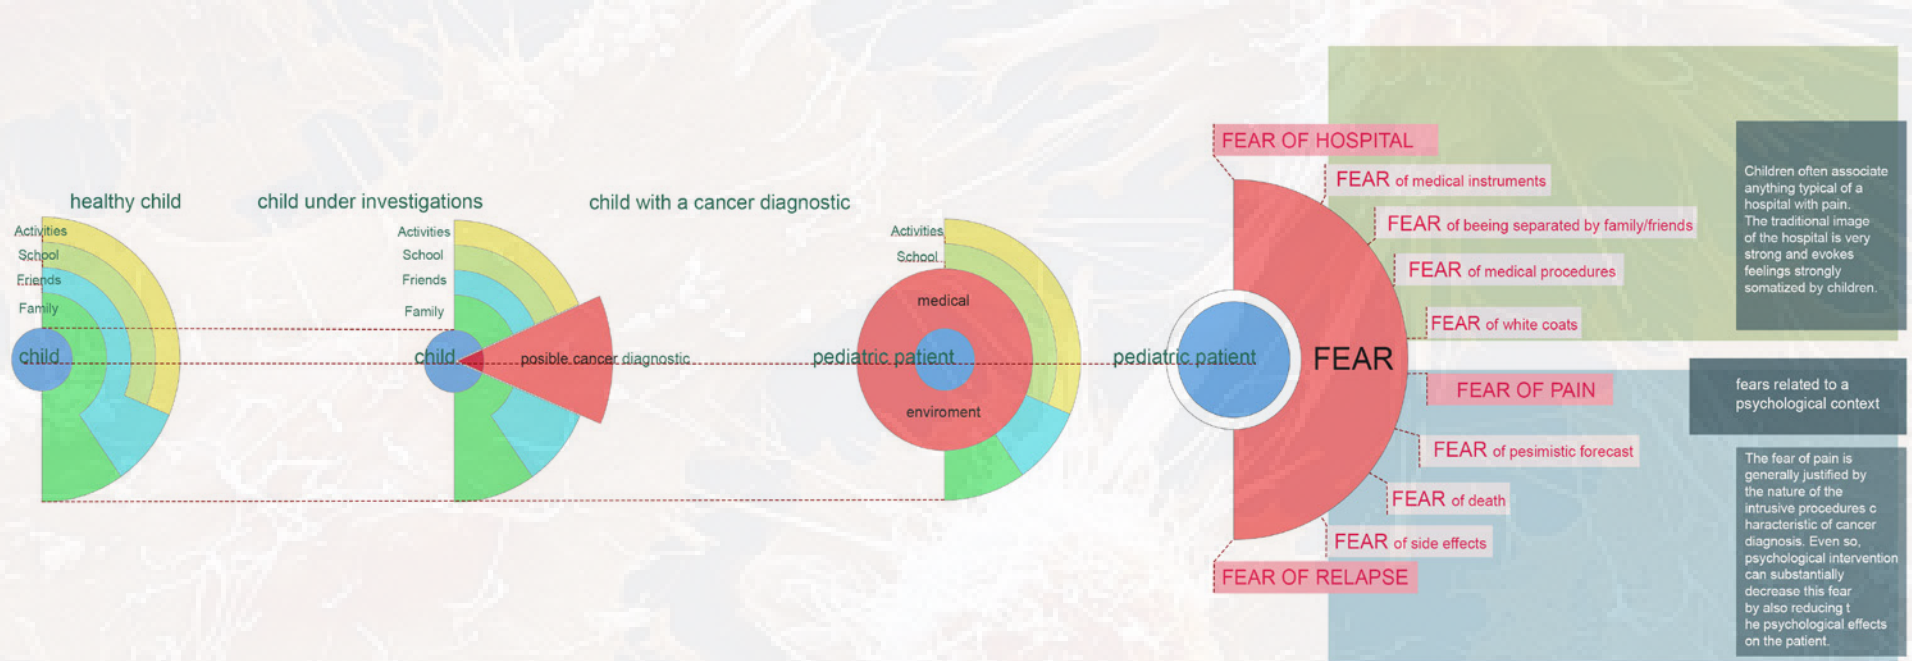 healthy child
Activities
School
Friends
Family
child
child under investigations
Activities
School
Friends
Family
child
posible cancer diagnostic
child with a cancer diagnostic
Activities
School
medical
pediatric patient
enviroment
pediatric patient
FEAR
FEAR OF HOSPITAL
FEAR of medical instruments
FEAR of beeing separated by family/friends
FEAR of medical procedures
FEAR of white coats
FEAR OF PAIN
FEAR of pesimistic forecast
FEAR of death
FEAR of side effects
FEAR OF RELAPSE
Children often associate
anything typical of a
hospital with pain.
The traditional image
of the hospital is very
strong and evokes
feelings strongly
somatized by children.
fears related to a
psychological context
The fear of pain is
generally justified by
the nature of the
intrusive procedures c
haracteristic of cancer
diagnosis. Even so,
psychological intervention
can substantially
decrease this fear
by also reducing t
he psychological effects
on the patient.